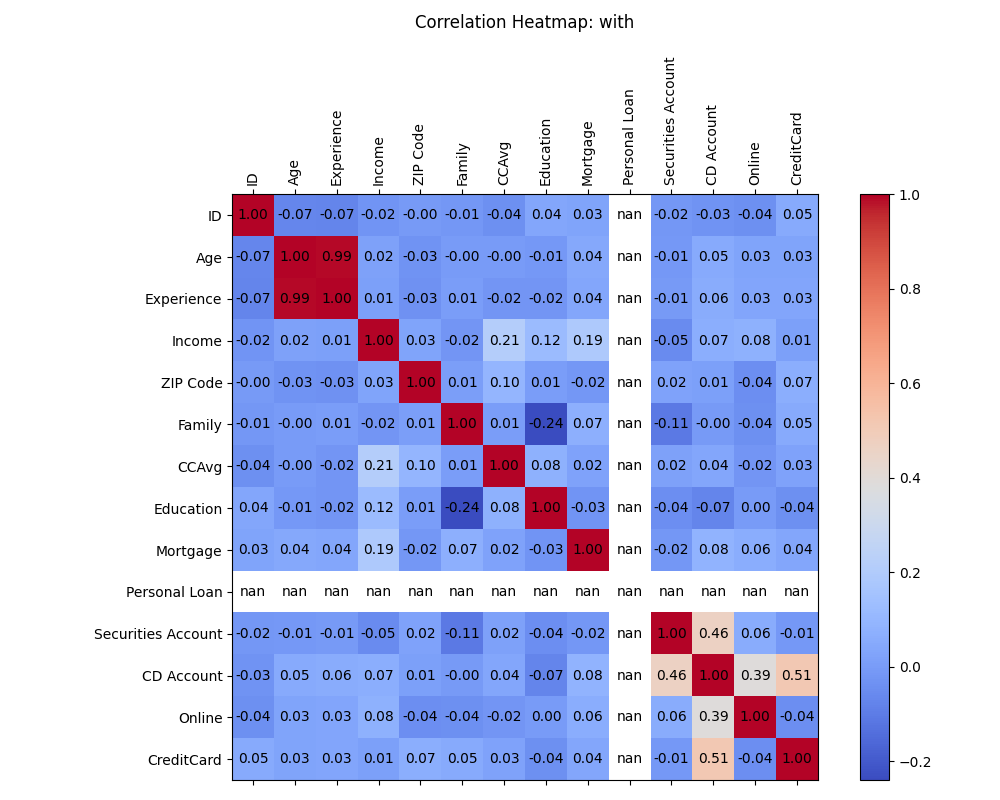 Correlation Heatmap: with
ID Age Experience Income ZIP Code Family CCAvg Education Mortgage Personal Loan Securities Account CD Account Online CreditCard
ID 1.00 -0.07 -0.07 -0.02 -0.00 -0.01 -0.04 0.04 0.03 nan -0.02 -0.03 -0.04 0.05
Age -0.07 1.00 0.99 0.02 -0.03 -0.00 -0.00 -0.01 0.04 nan -0.01 0.05 0.03 0.03
Experience -0.07 0.99 1.00 0.01 -0.03 0.01 -0.02 -0.02 0.04 nan -0.01 0.06 0.03 0.03
Income -0.02 0.02 0.01 1.00 0.03 -0.02 0.21 0.12 0.19 nan -0.05 0.07 0.08 0.01
ZIP Code -0.00 -0.03 -0.03 0.03 1.00 0.01 0.10 0.01 -0.02 nan 0.02 0.01 -0.04 0.07
Family -0.01 -0.00 0.01 -0.02 0.01 1.00 0.01 -0.24 0.07 nan -0.11 -0.00 -0.04 0.05
CCAvg -0.04 -0.00 -0.02 0.21 0.10 0.01 1.00 0.08 0.02 nan 0.02 0.04 -0.02 0.03
Education 0.04 -0.01 -0.02 0.12 0.01 -0.24 0.08 1.00 -0.03 nan -0.04 -0.07 0.00 -0.04
Mortgage 0.03 0.04 0.04 0.19 -0.02 0.07 0.02 -0.03 1.00 nan -0.02 0.08 0.06 0.04
Personal Loan nan nan nan nan nan nan nan nan nan nan nan nan nan nan
Securities Account -0.02 -0.01 -0.01 -0.05 0.02 -0.11 0.02 -0.04 -0.02 nan 1.00 0.46 0.06 -0.01
CD Account -0.03 0.05 0.06 0.07 0.01 -0.00 0.04 -0.07 0.08 nan 0.46 1.00 0.39 0.51
Online -0.04 0.03 0.03 0.08 -0.04 -0.04 -0.02 0.00 0.06 nan 0.06 0.39 1.00 -0.04
CreditCard 0.05 0.03 0.03 0.01 0.07 0.05 0.03 -0.04 0.04 nan -0.01 0.51 -0.04 1.00
1.0
0.8
0.6
0.4
0.2
0.0
−0.2